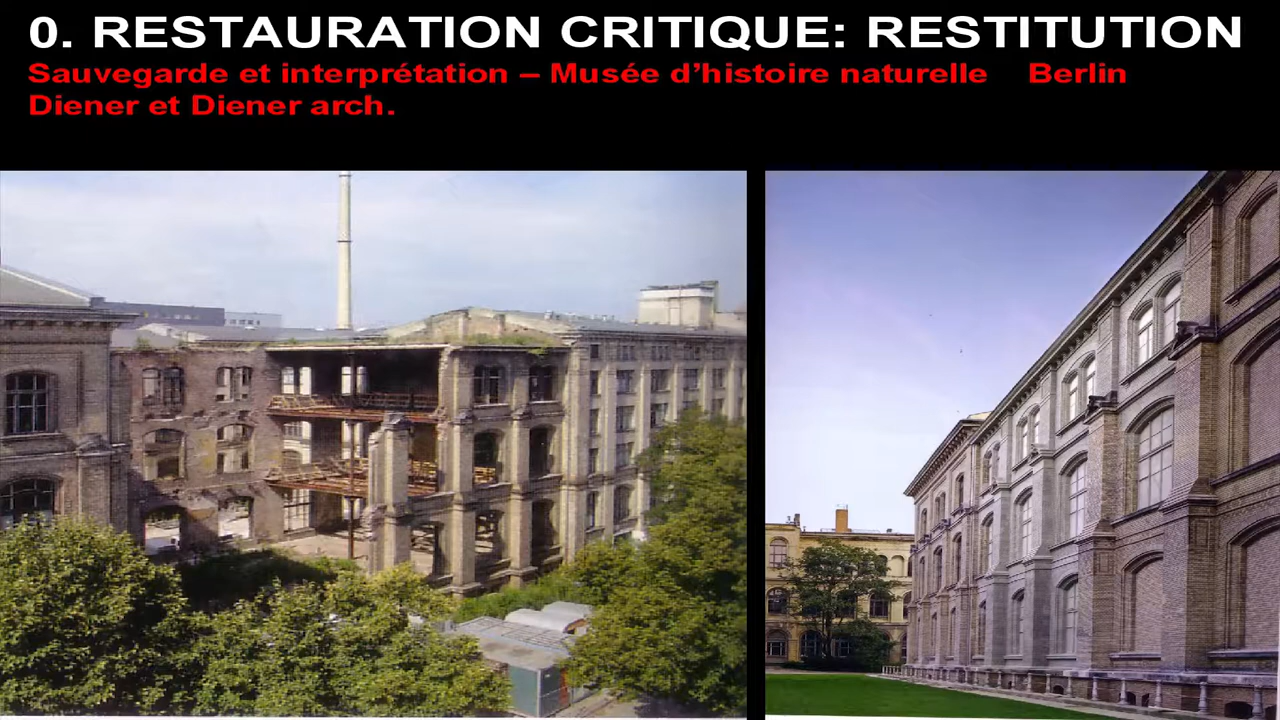 0. RESTAURATION CRITIQUE: RESTITUTION
Sauvegarde et interprétation – Musée d’histoire naturelle Berlin
Diener et Diener arch.